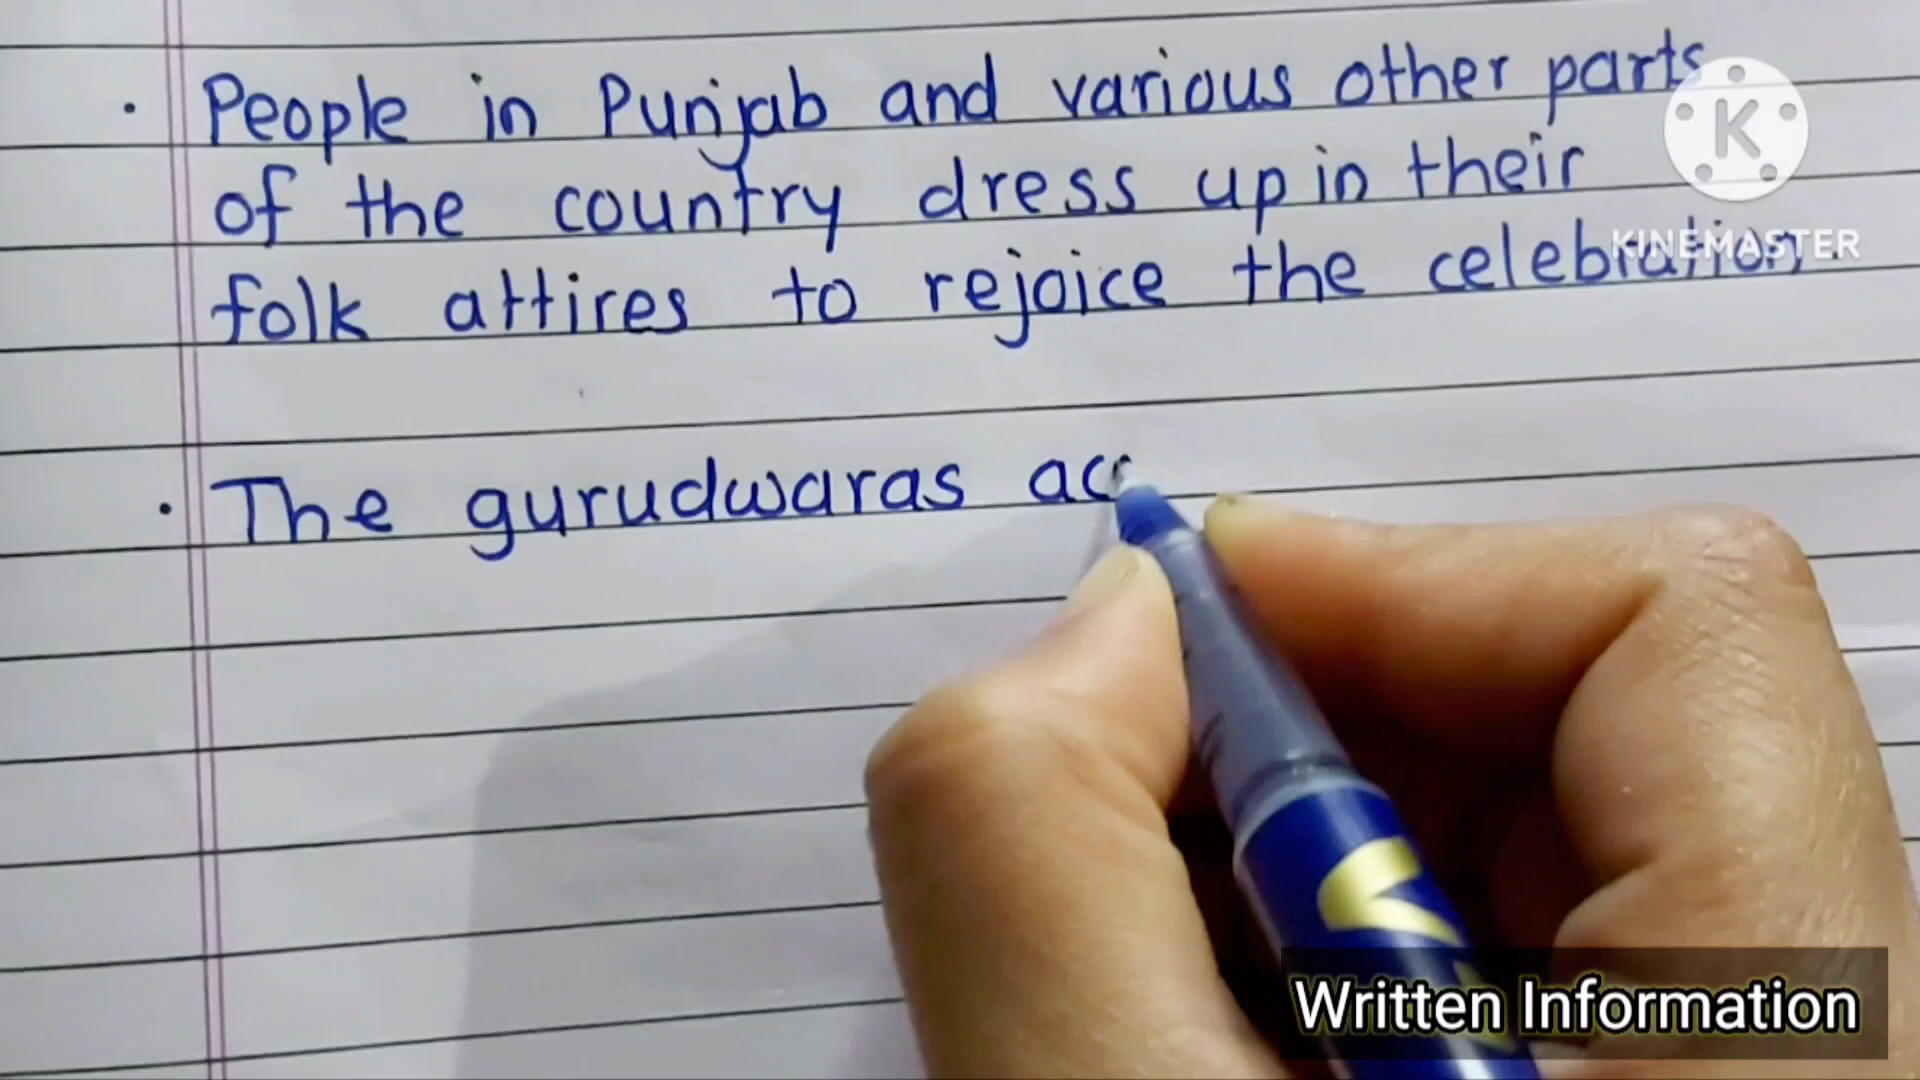 . People in Punjab and various other parts
of the country dress up in their
folk attires to rejoice the celebration.
. The gurudwaras
K
KINEMASTER
Written Information